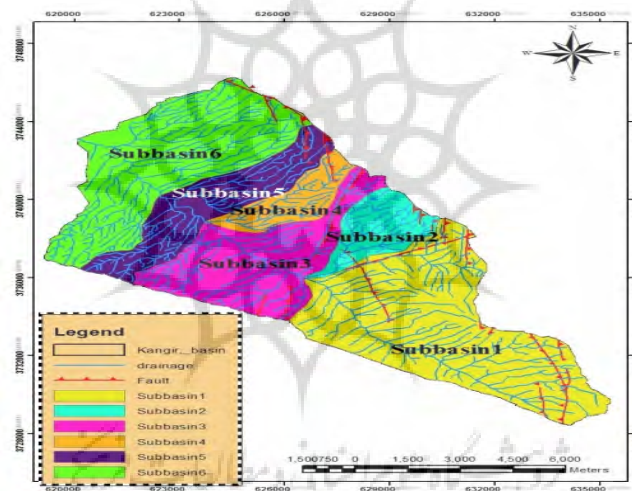 620000 623000 626000 629000 632000 635000
3748000
3744000
3740000
3736000
3732000
3728000
N
W E
S
Subbasin6
Subbasin5
Subbasin4
Subbasin2
Subbasin3
Subbasin1
Legend
Kangir_basin
drainage
Fault
Subbasin1
Subbasin2
Subbasin3
Subbasin4
Subbasin5
Subbasin6
1,500750 0 1,500 3,000 4,500 6,000
Meters
620000 623000 626000 629000 632000 635000